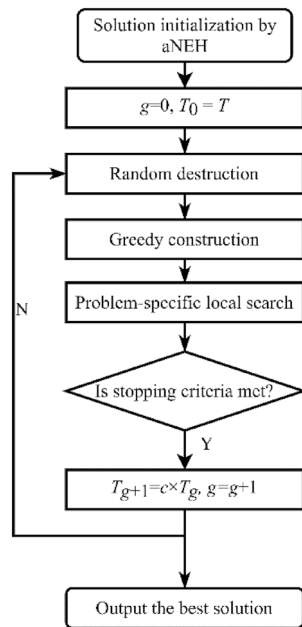 Solution initialization by
aNEH
g=0, T0 = T
Random destruction
Greedy construction
N
Problem-specific local search
Is stopping criteria met?
Y
Tg+1=c×Tg, g=g+1
Output the best solution